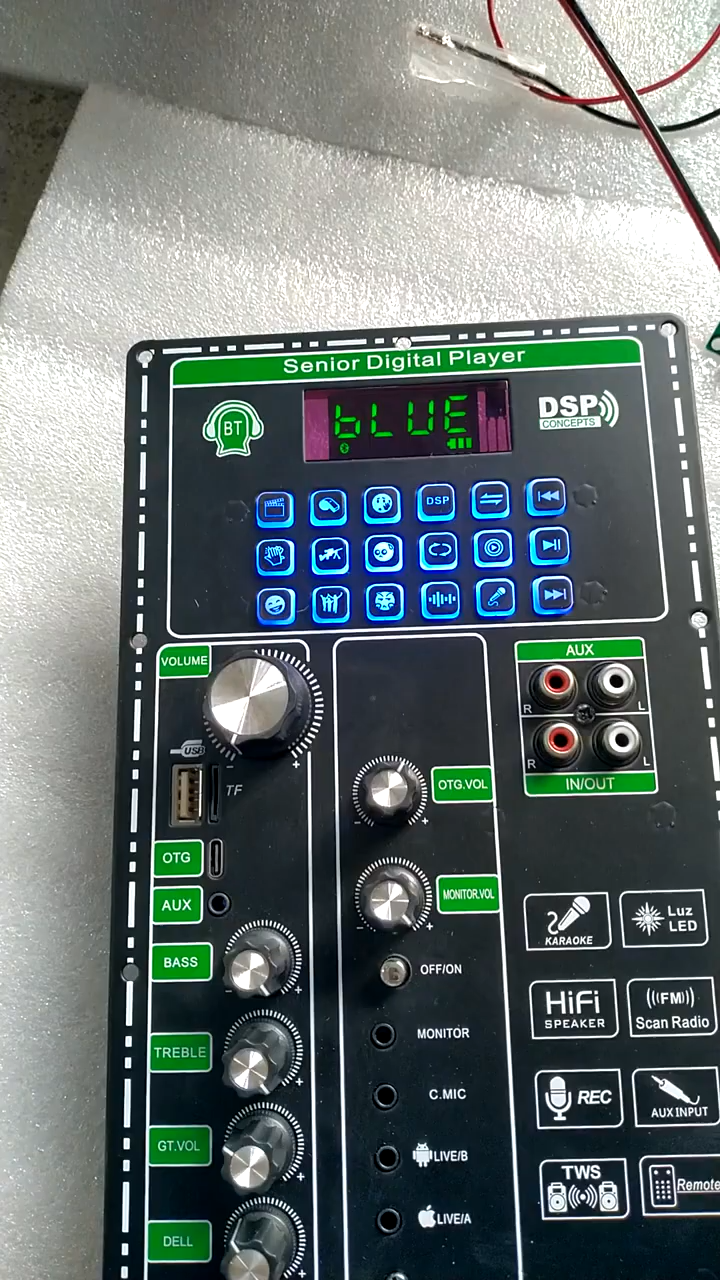 Senior Digital Player
BT
bLUE
DSP
CONCEPTS
DSP
VOLUME
USB
TF
OTG
AUX
BASS
TREBLE
GT.VOL
DELL
OTG.VOL
MONITOR.VOL
OFF/ON
MONITOR
C.MIC
LIVE/B
LIVE/A
AUX
R
L
R
L
IN/OUT
KARAOKE
Luz
LED
HiFi
SPEAKER
((FM))
Scan Radio
REC
AUX INPUT
TWS
Remote